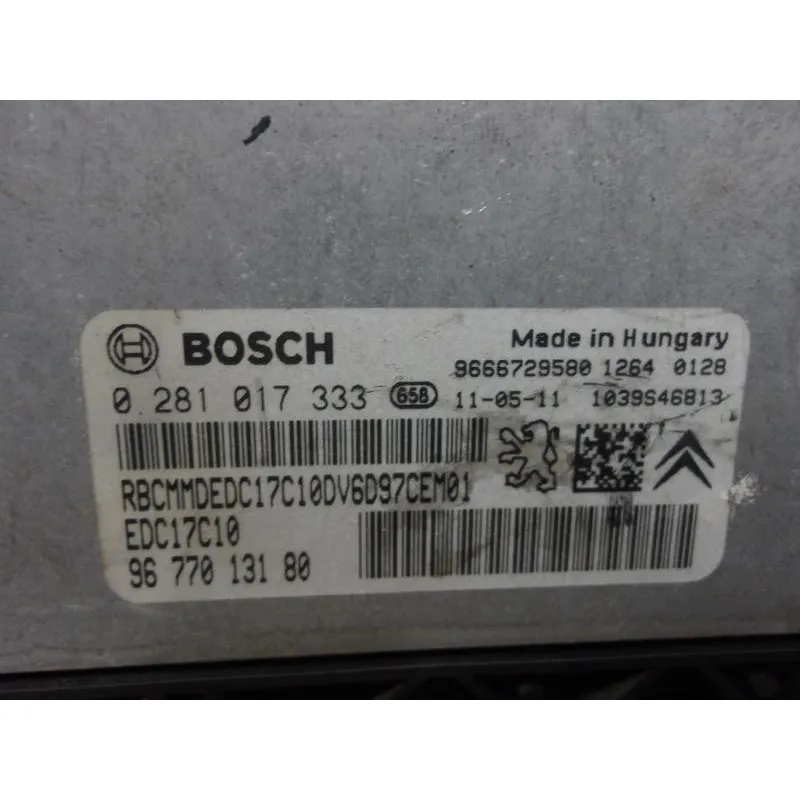 BOSCH
Made in Hungary
9666729580 1264 0128
0 281 017 333 658 11-05-11 1039S46813
RBCMMDEDC17C10DV6D97CEM01
EDC17C10
96 770 131 80